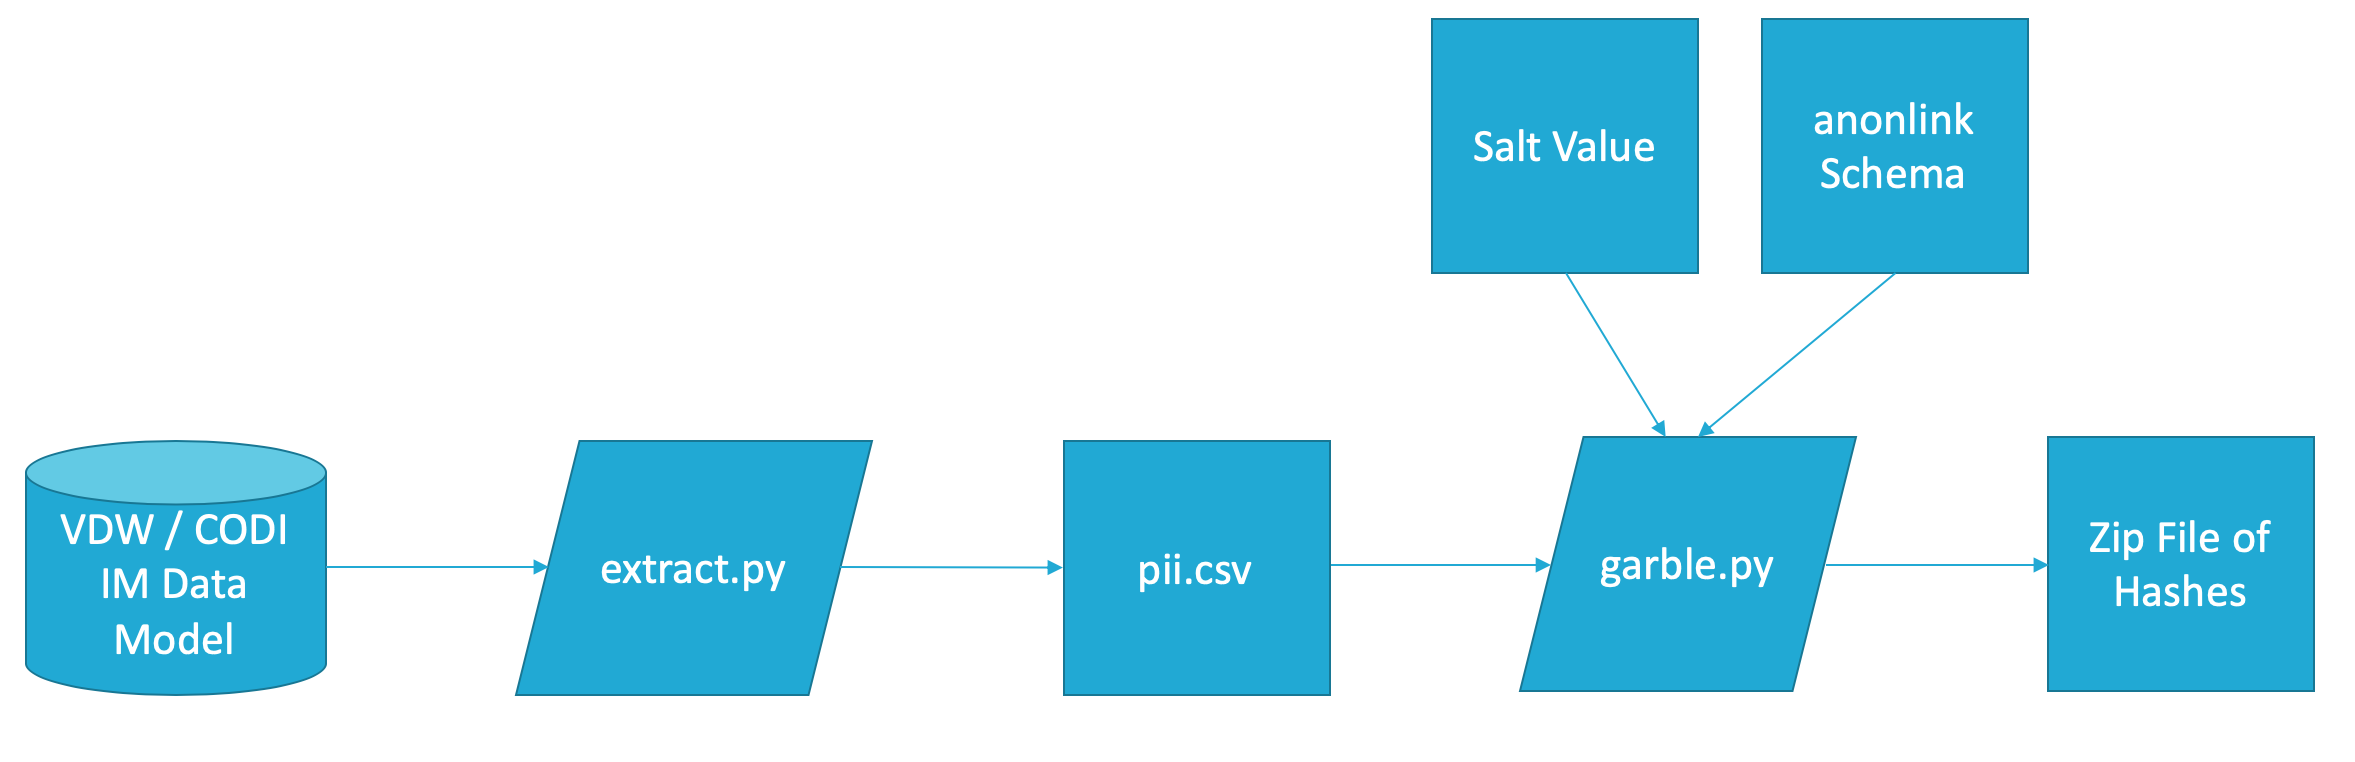 Salt Value
anonlink
Schema
VDW / CODI
IM Data
Model
extract.py
pii.csv
garble.py
Zip File of
Hashes